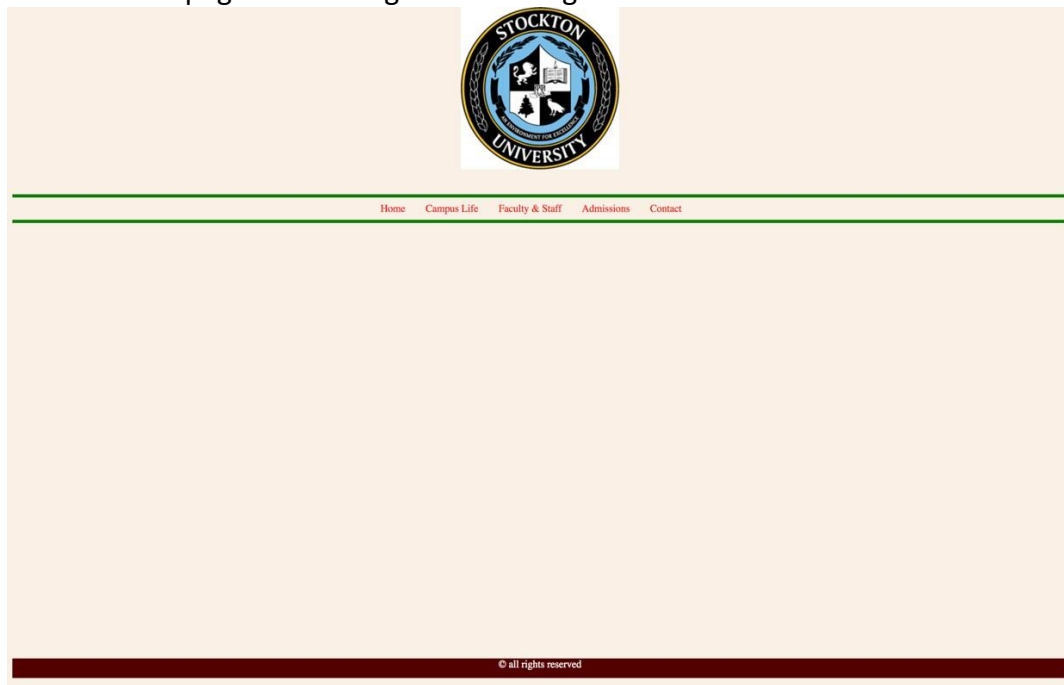 STOCKTON
AN ENVIRONMENT FOR EXCELLENCE
UNIVERSITY
Home Campus Life Faculty & Staff Admissions Contact
© all rights reserved